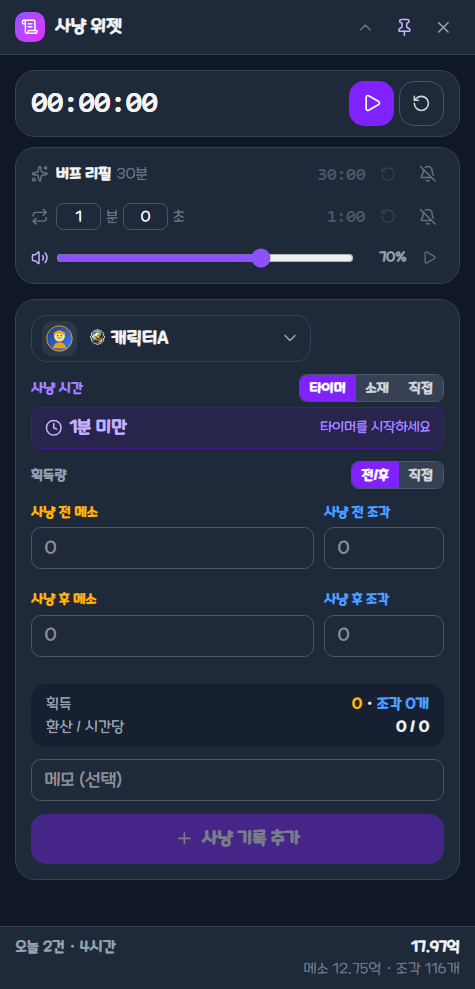 사냥 위젯
00:00:00
버프 리필 30분 30:00
1 분 0 초 1:00
70%
캐릭터A
사냥 시간 타이머 소재 직접
1분 미만 타이머를 시작하세요
획득량 전/후 직접
사냥 전 메소 사냥 전 조각
0 0
사냥 후 메소 사냥 후 조각
0 0
획득 0 · 조각 0개
환산 / 시간당 0 / 0
메모 (선택)
+ 사냥 기록 추가
오늘 2건 · 4시간 17.97억
메소 12.75억 · 조각 116개